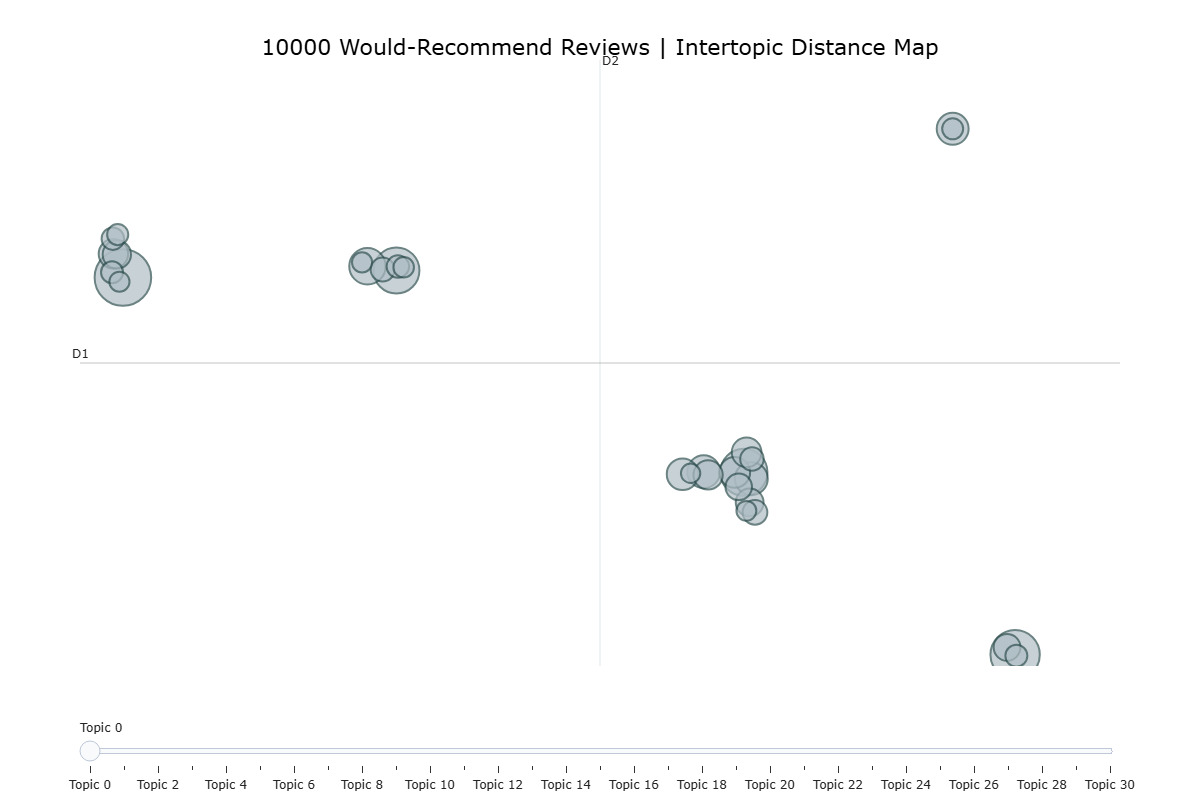 10000 Would-Recommend Reviews | Intertopic Distance Map
D2
D1
Topic 0
Topic 0 Topic 2 Topic 4 Topic 6 Topic 8 Topic 10 Topic 12 Topic 14 Topic 16 Topic 18 Topic 20 Topic 22 Topic 24 Topic 26 Topic 28 Topic 30